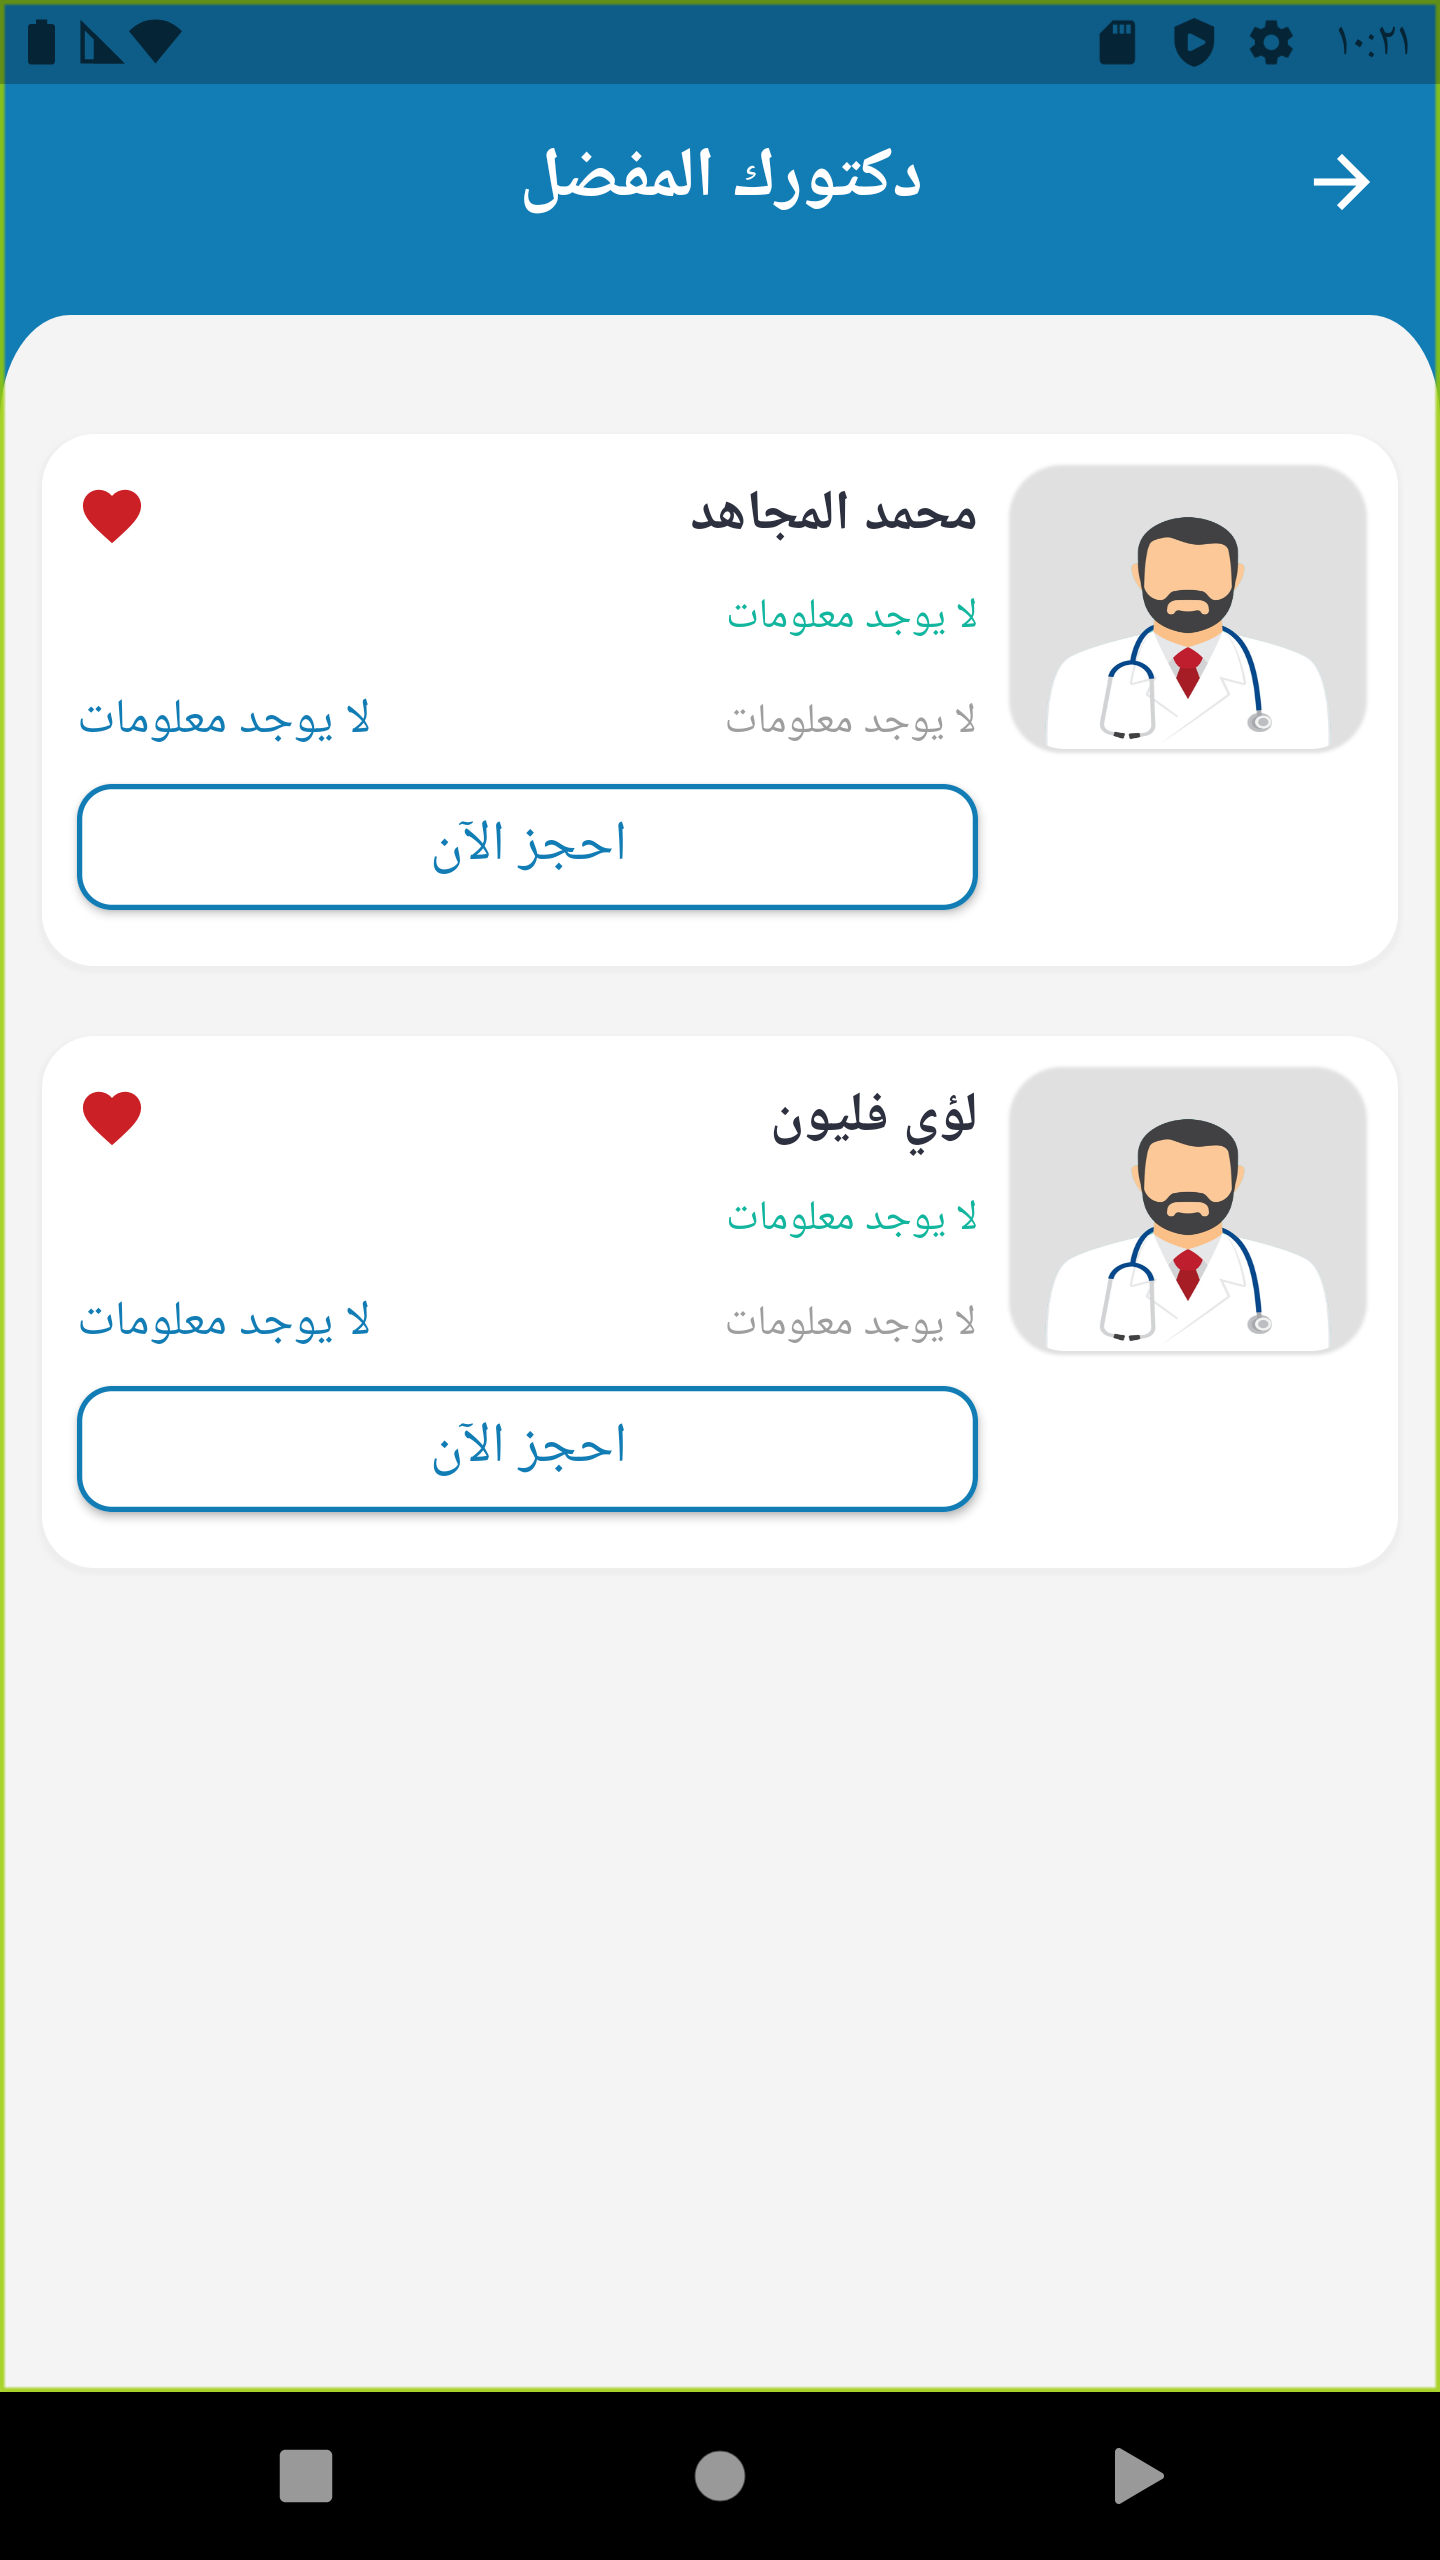 ١٠:٢١
دكتورك المفضل
محمد المجاهد
لا يوجد معلومات
لا يوجد معلومات
لا يوجد معلومات
احجز الآن
لؤي فليون
لا يوجد معلومات
لا يوجد معلومات
لا يوجد معلومات
احجز الآن